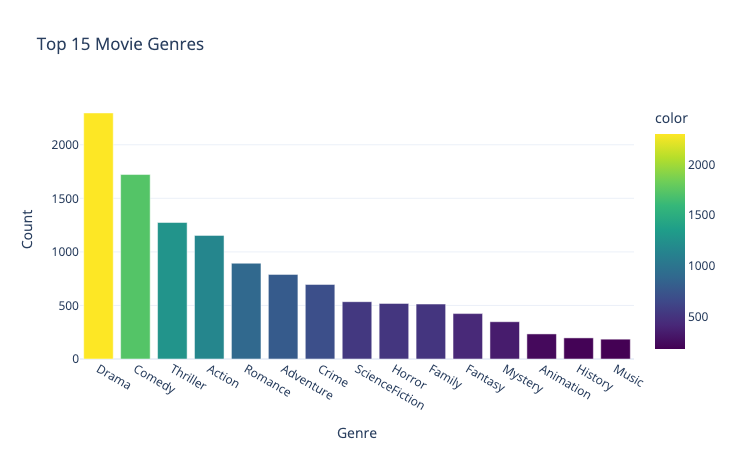 Top 15 Movie Genres
color
Count
2000
1500
1000
500
0
2000
1500
1000
500
Drama
Comedy
Thriller
Action
Romance
Adventure
Crime
ScienceFiction
Horror
Family
Fantasy
Mystery
Animation
History
Music
Genre